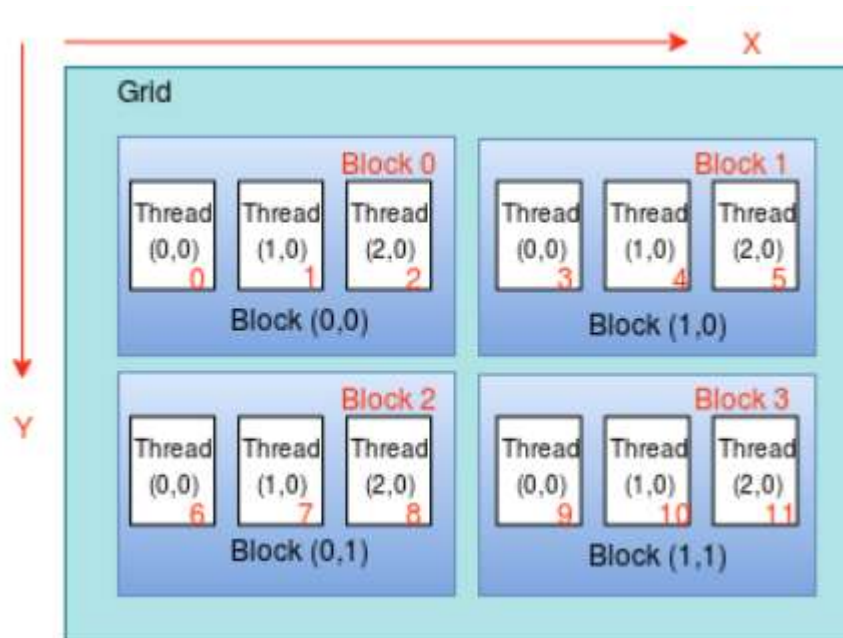 X
Grid
Block 0
Thread
(0,0)
0
Thread
(1,0)
1
Thread
(2,0)
2
Block (0,0)
Block 1
Thread
(0,0)
3
Thread
(1,0)
4
Thread
(2,0)
5
Block (1,0)
Y
Block 2
Thread
(0,0)
6
Thread
(1,0)
7
Thread
(2,0)
8
Block (0,1)
Block 3
Thread
(0,0)
9
Thread
(1,0)
10
Thread
(2,0)
11
Block (1,1)